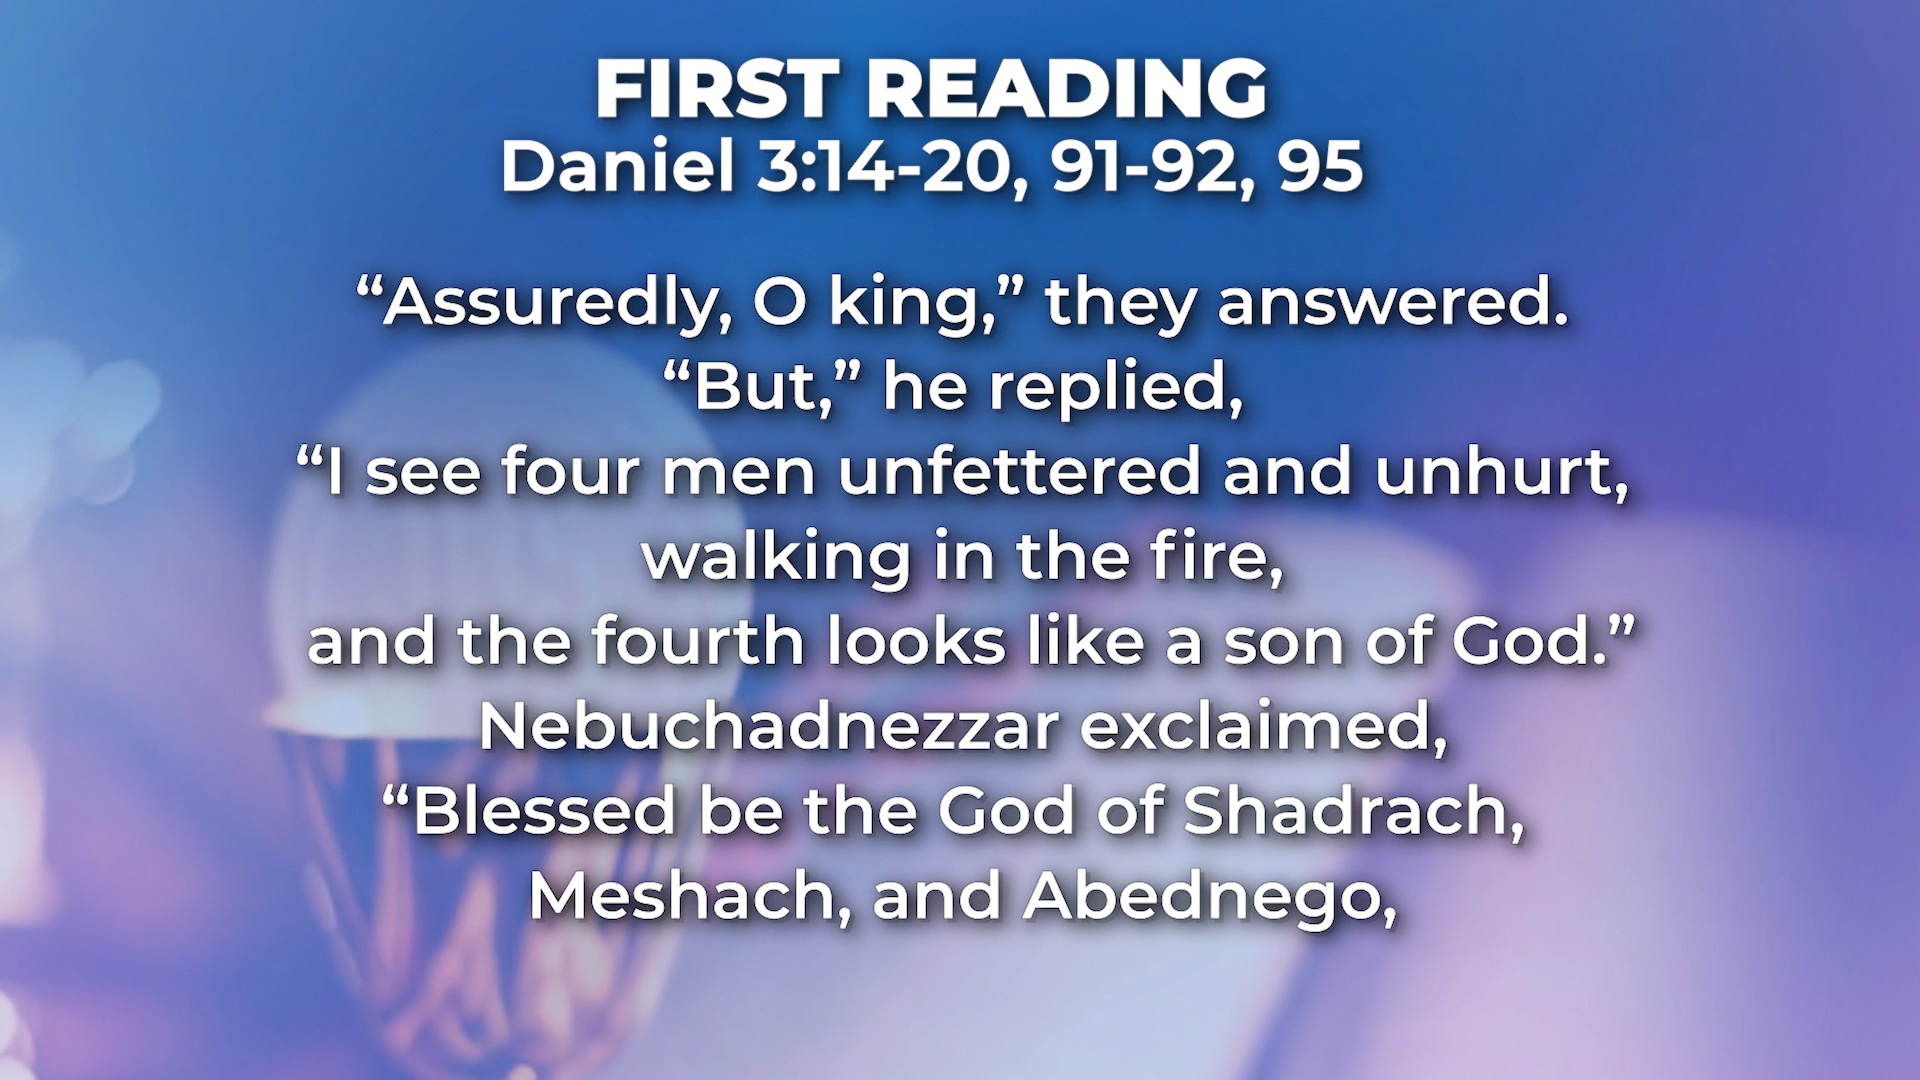 FIRST READING
Daniel 3:14-20, 91-92, 95
“Assuredly, O king,” they answered.
“But,” he replied,
“I see four men unfettered and unhurt,
walking in the fire,
and the fourth looks like a son of God.”
Nebuchadnezzar exclaimed,
“Blessed be the God of Shadrach,
Meshach, and Abednego,